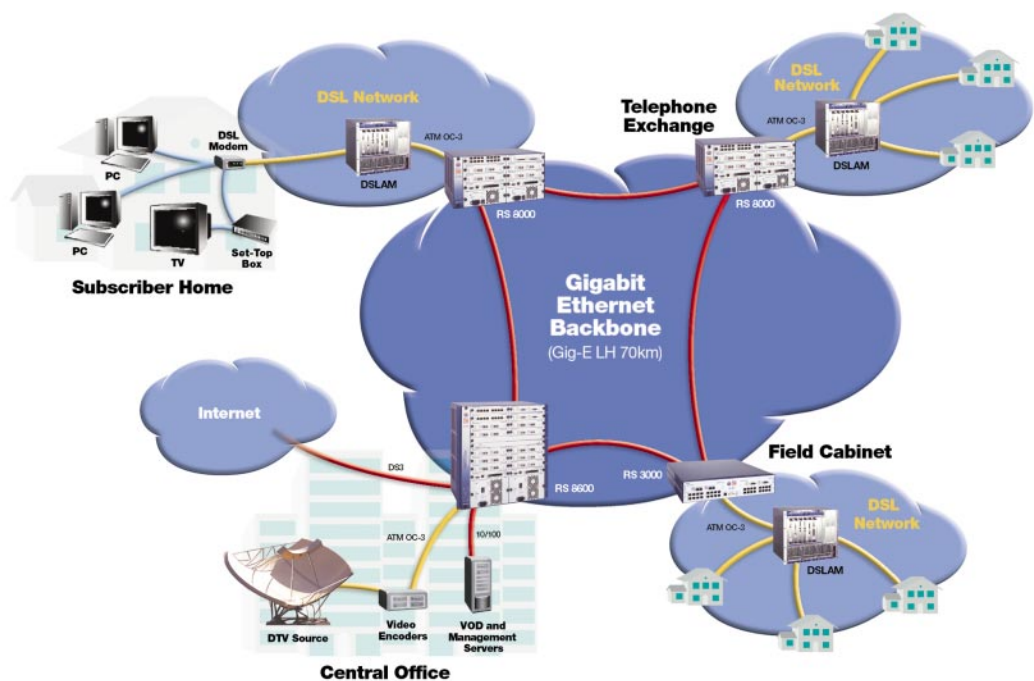 DSL Network
DSL
Modem
ATM OC-3
PC
DSLAM
RS 8000
PC
TV
Set-Top
Box
Subscriber Home
Telephone
Exchange
DSL
Network
ATM OC-3
DSLAM
RS 8000
Gigabit
Ethernet
Backbone
(Gig-E LH 70km)
Internet
DS3
RS 8600
ATM OC-3
10/100
DTV Source
Video
Encoders
VOD and
Management
Servers
Central Office
Field Cabinet
RS 3000
ATM OC-3
DSL
Network
DSLAM